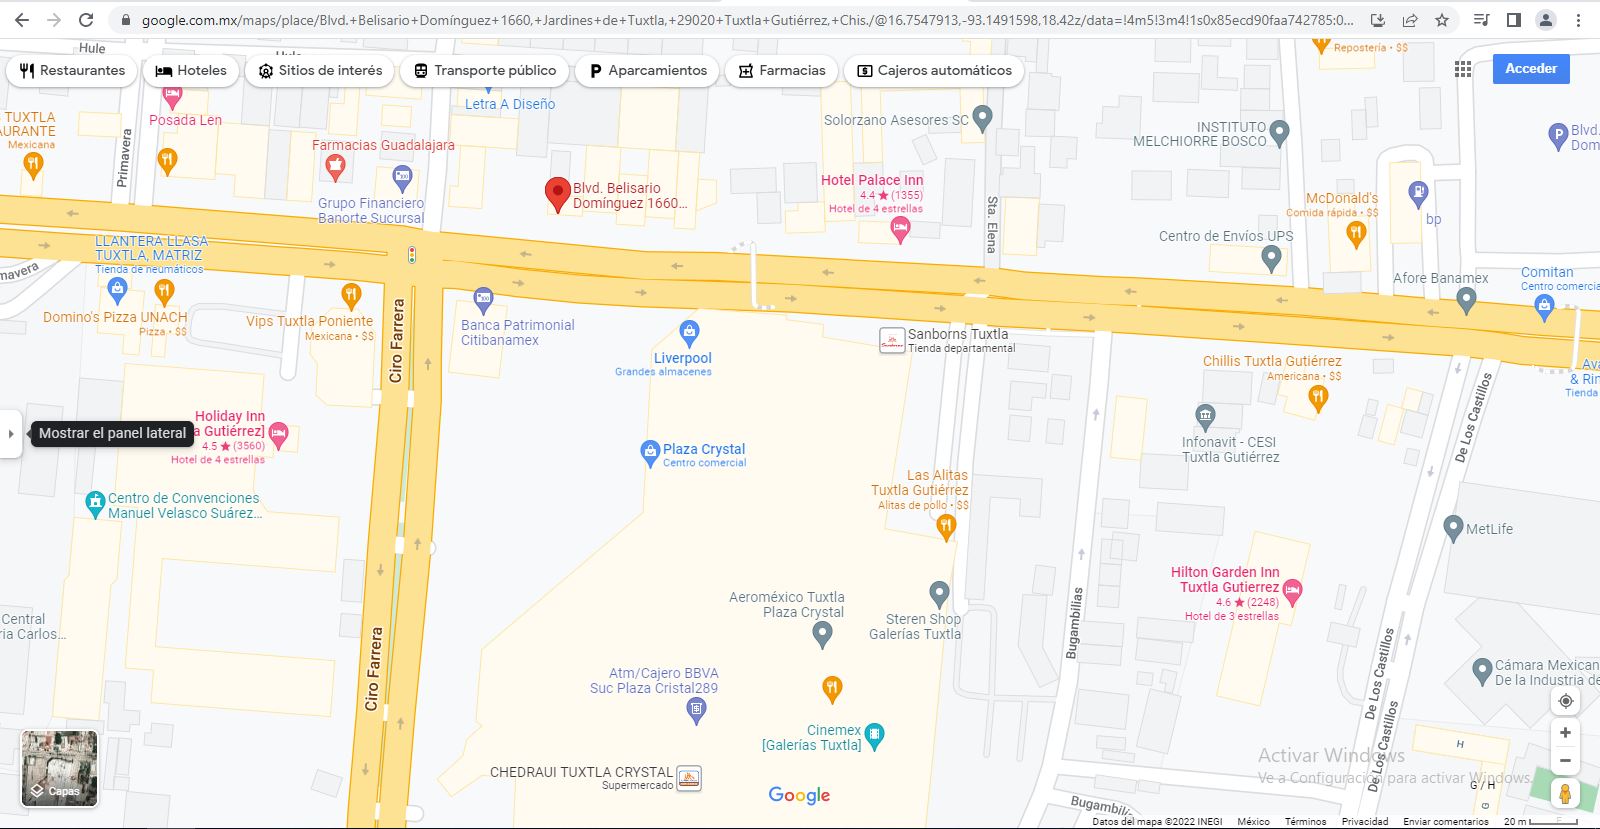 google.com.mx/maps/place/Blvd.+Belisario+Domínguez+1660,+Jardines+de+Tuxtla,+29020+Tuxtla+Gutiérrez,+Chis./@16.7547913,-93.1491598,18.42z/data=!4m5!3m4!1s0x85ecd90faa742785:0...
Hule
Restaurantes
Hoteles
Sitios de interés
Transporte público
Aparcamientos
Farmacias
Cajeros automáticos
Acceder
Repostería • $$
Letra A Diseño
Posada Len
TUXTLA
AURANTE
Mexicana
Primavera
Farmacias Guadalajara
Grupo Financiero
Banorte Sucursal
Blvd. Belisario
Domínguez 1660...
Solorzano Asesores SC
INSTITUTO
MELCHIORRE BOSCO
Blvd.
Dom
Hotel Palace Inn
4.4 ★ (1355)
Hotel de 4 estrellas
Sta. Elena
McDonald's
Comida rápida • $$
bp
Centro de Envíos UPS
Afore Banamex
Comitan
Centro comercia
LLANTERA LLASA
TUXTLA, MATRIZ
Tienda de neumáticos
mavera
Domino's Pizza UNACH
Pizza • $$
Vips Tuxtla Poniente
Mexicana • $$
Ciro Farrera
Banca Patrimonial
Citibanamex
Liverpool
Grandes almacenes
Sanborns Tuxtla
Tienda departamental
Chillis Tuxtla Gutiérrez
Americana • $$
Ava
& Rin
Tienda
De Los Castillos
Holiday Inn
a Gutiérrez]
4.5 ★ (3560)
Hotel de 4 estrellas
Mostrar el panel lateral
Plaza Crystal
Centro comercial
Infonavit - CESI
Tuxtla Gutiérrez
Las Alitas
Tuxtla Gutiérrez
Alitas de pollo • $$
Centro de Convenciones
Manuel Velasco Suárez...
MetLife
Hilton Garden Inn
Tuxtla Gutierrez
4.6 ★ (2248)
Hotel de 3 estrellas
Aeroméxico Tuxtla
Plaza Crystal
Steren Shop
Galerías Tuxtla
Bugambilias
Central
ria Carlos...
Ciro Farrera
De Los Castillos
Cámara Mexican
De la Industria de
Atm/Cajero BBVA
Suc Plaza Cristal289
Cinemex
[Galerías Tuxtla]
De Los Castillos
H
Activar Windows
Ve a Configuración para activar Windows.
G / H
G
CHEDRAUI TUXTLA CRYSTAL
Supermercado
Capas
Google
Bugambilias
Datos del mapa ©2022 INEGI
México
Términos
Privacidad
Enviar comentarios
20 m